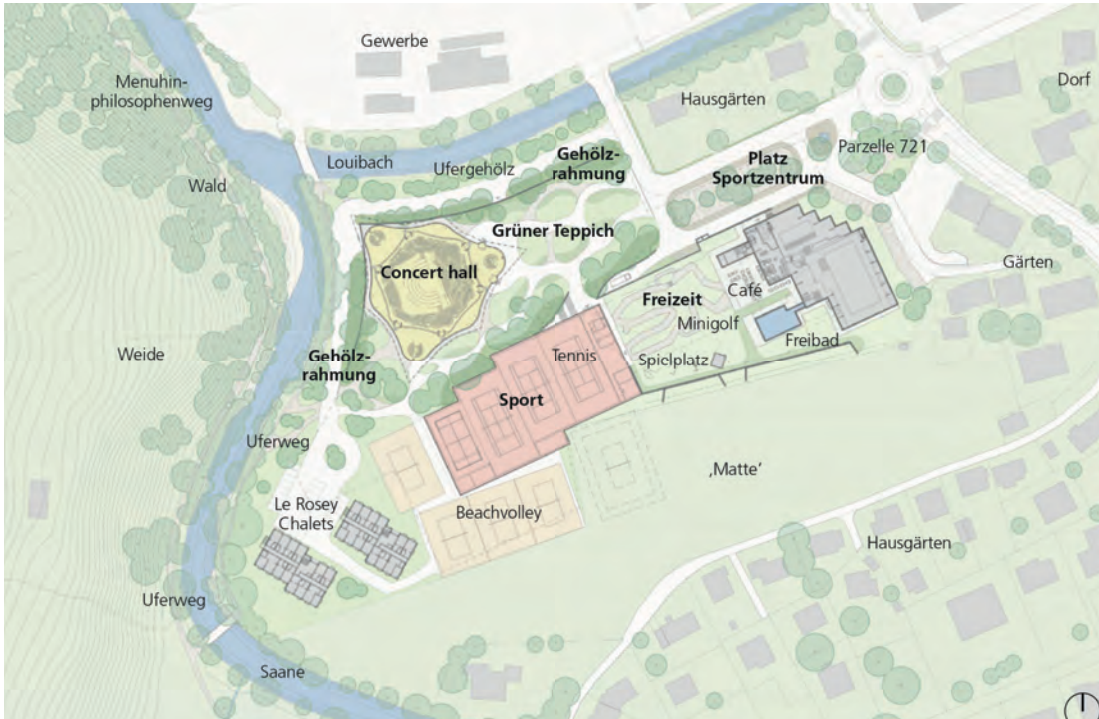 Gewerbe
Menuhin-
philosophenweg
Dorf
Hausgärten
Louibach
Ufergehölz
Gehölz-
rahmung
Platz
Sportzentrum
Parzelle 721
Wald
Grüner Teppich
Concert hall
Gärten
Freizeit
Café
Minigolf
Freibad
Weide
Gehölz-
rahmung
Tennis
Spielplatz
Sport
Uferweg
‚Matte‘
Le Rosey
Chalets
Beachvolley
Hausgärten
Uferweg
Saane